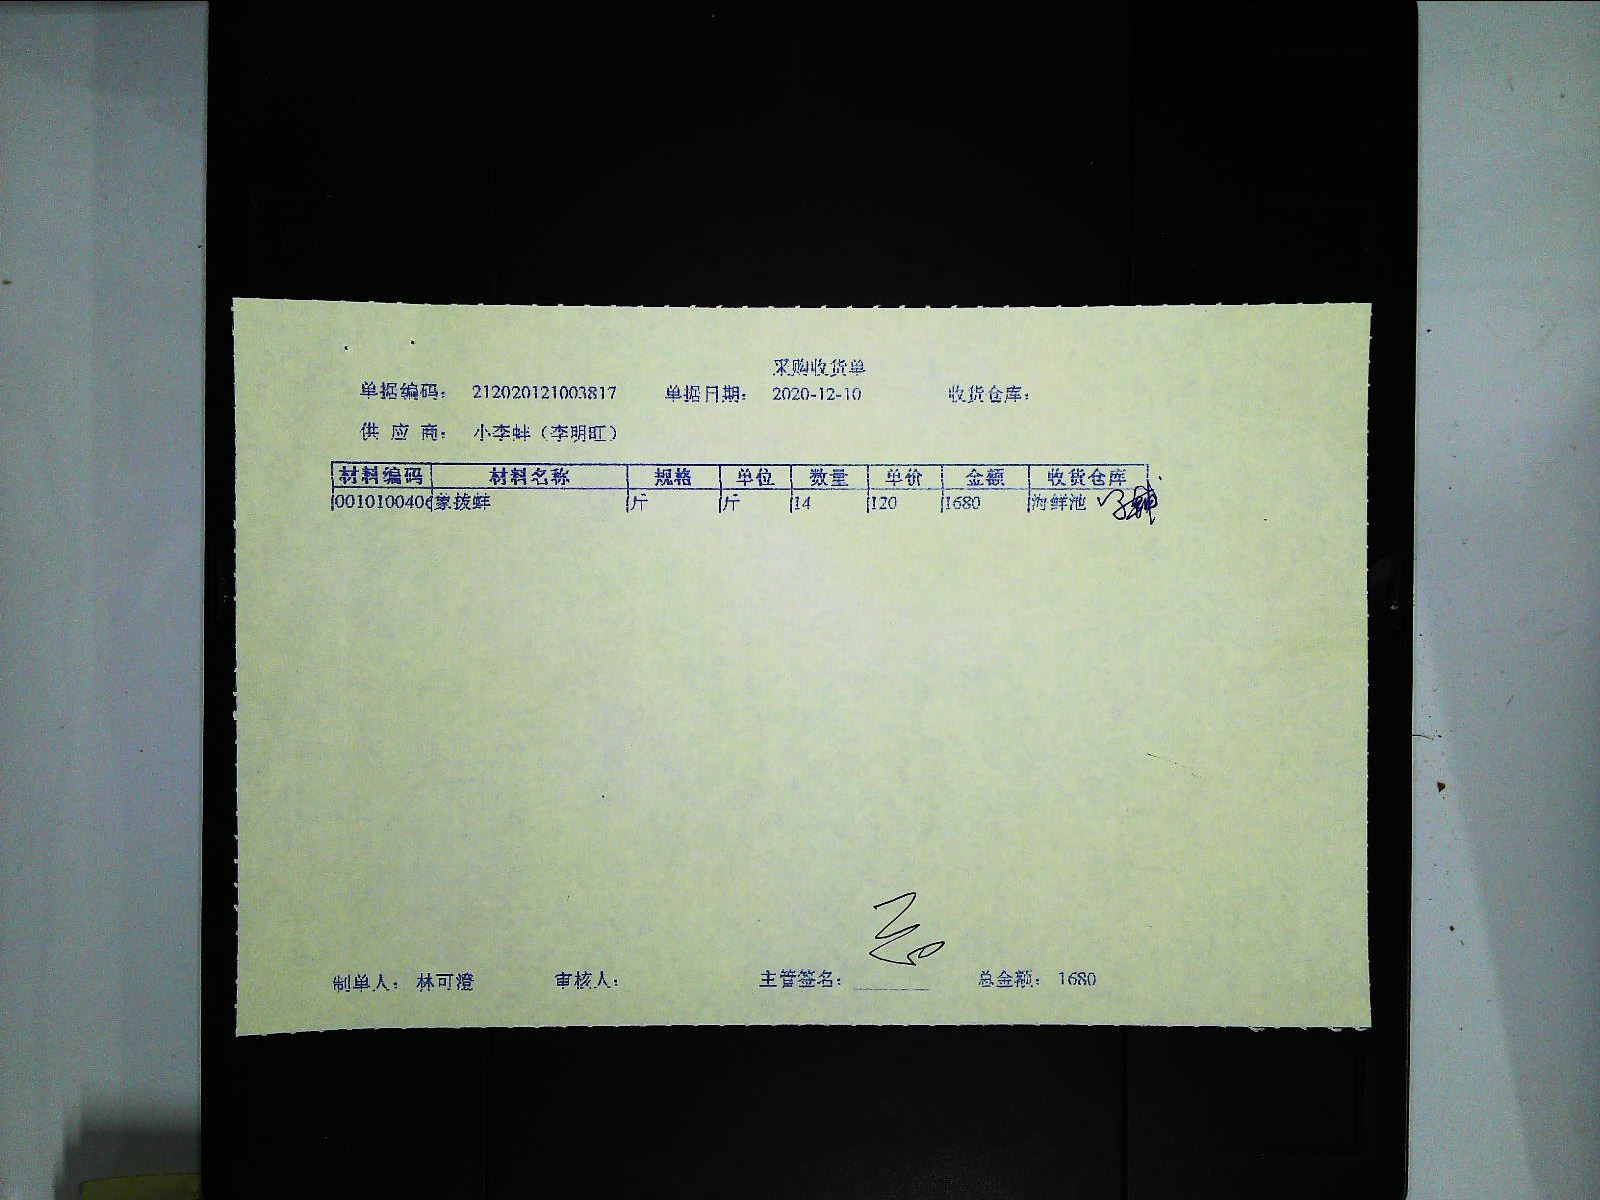 采购收货单
单据编码： 212020121003817 单据日期： 2020-12-10 收货仓库：
供 应 商： 小李蚌（李明旺）
材料编码 材料名称 规格 单位 数量 单价 金额 收货仓库
0010100406 象拔蚌 斤 斤 14 120 1680 海鲜池
制单人： 林可澄 审核人： 主管签名： 总金额： 1680